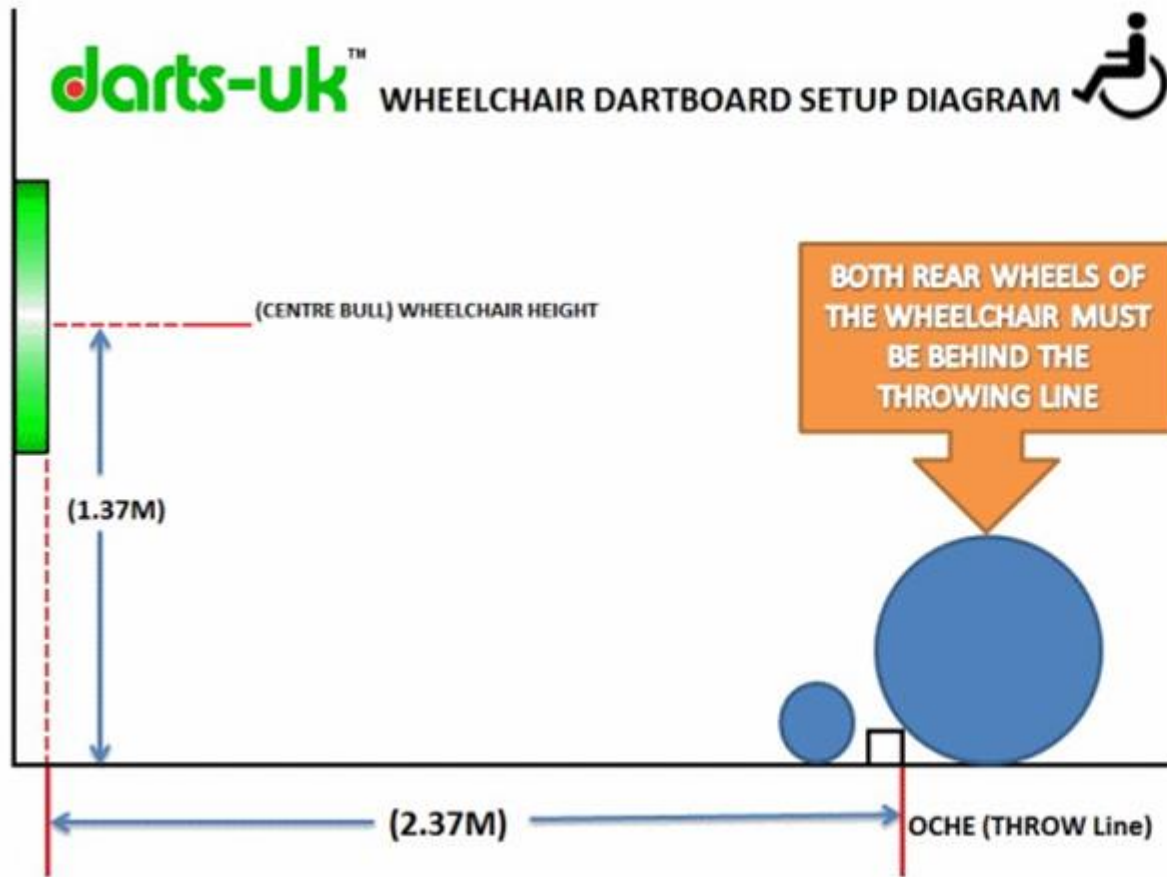 darts-uk™ WHEELCHAIR DARTBOARD SETUP DIAGRAM
(CENTRE BULL) WHEELCHAIR HEIGHT
BOTH REAR WHEELS OF
THE WHEELCHAIR MUST
BE BEHIND THE
THROWING LINE
(1.37M)
(2.37M)
OCHE (THROW Line)